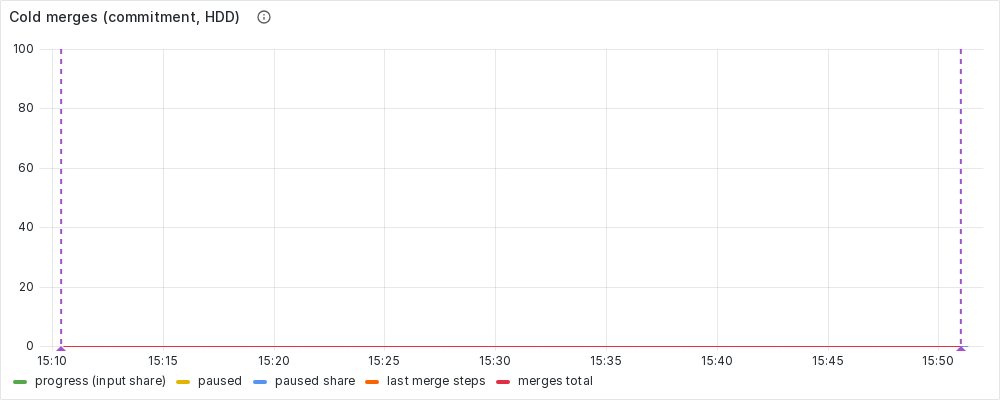 Cold merges (commitment, HDD)
100
80
60
40
20
0
15:10 15:15 15:20 15:25 15:30 15:35 15:40 15:45 15:50
progress (input share) paused paused share last merge steps merges total